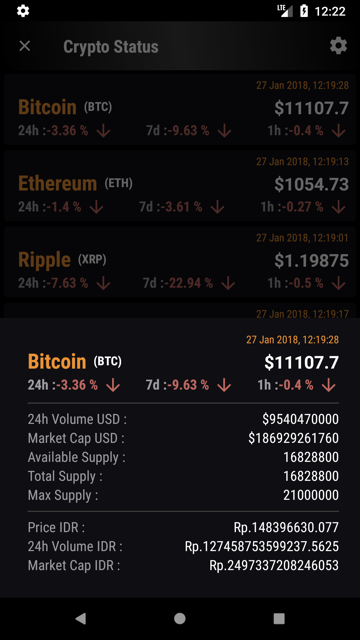 LTE 12:22
Crypto Status
27 Jan 2018, 12:19:28
Bitcoin (BTC) $11107.7
24h :-3.36 % 7d :-9.63 % 1h :-0.4 %
27 Jan 2018, 12:19:13
Ethereum (ETH) $1054.73
24h :-1.4 % 7d :-3.61 % 1h :-0.27 %
27 Jan 2018, 12:19:01
Ripple (XRP) $1.19875
24h :-7.63 % 7d :-22.94 % 1h :-0.5 %
27 Jan 2018, 12:19:17
27 Jan 2018, 12:19:28
Bitcoin (BTC) $11107.7
24h :-3.36 % 7d :-9.63 % 1h :-0.4 %
24h Volume USD : $9540470000
Market Cap USD : $186929261760
Available Supply : 16828800
Total Supply : 16828800
Max Supply : 21000000
Price IDR : Rp.148396630.077
24h Volume IDR : Rp.127458753599237.5625
Market Cap IDR : Rp.2497337208246053